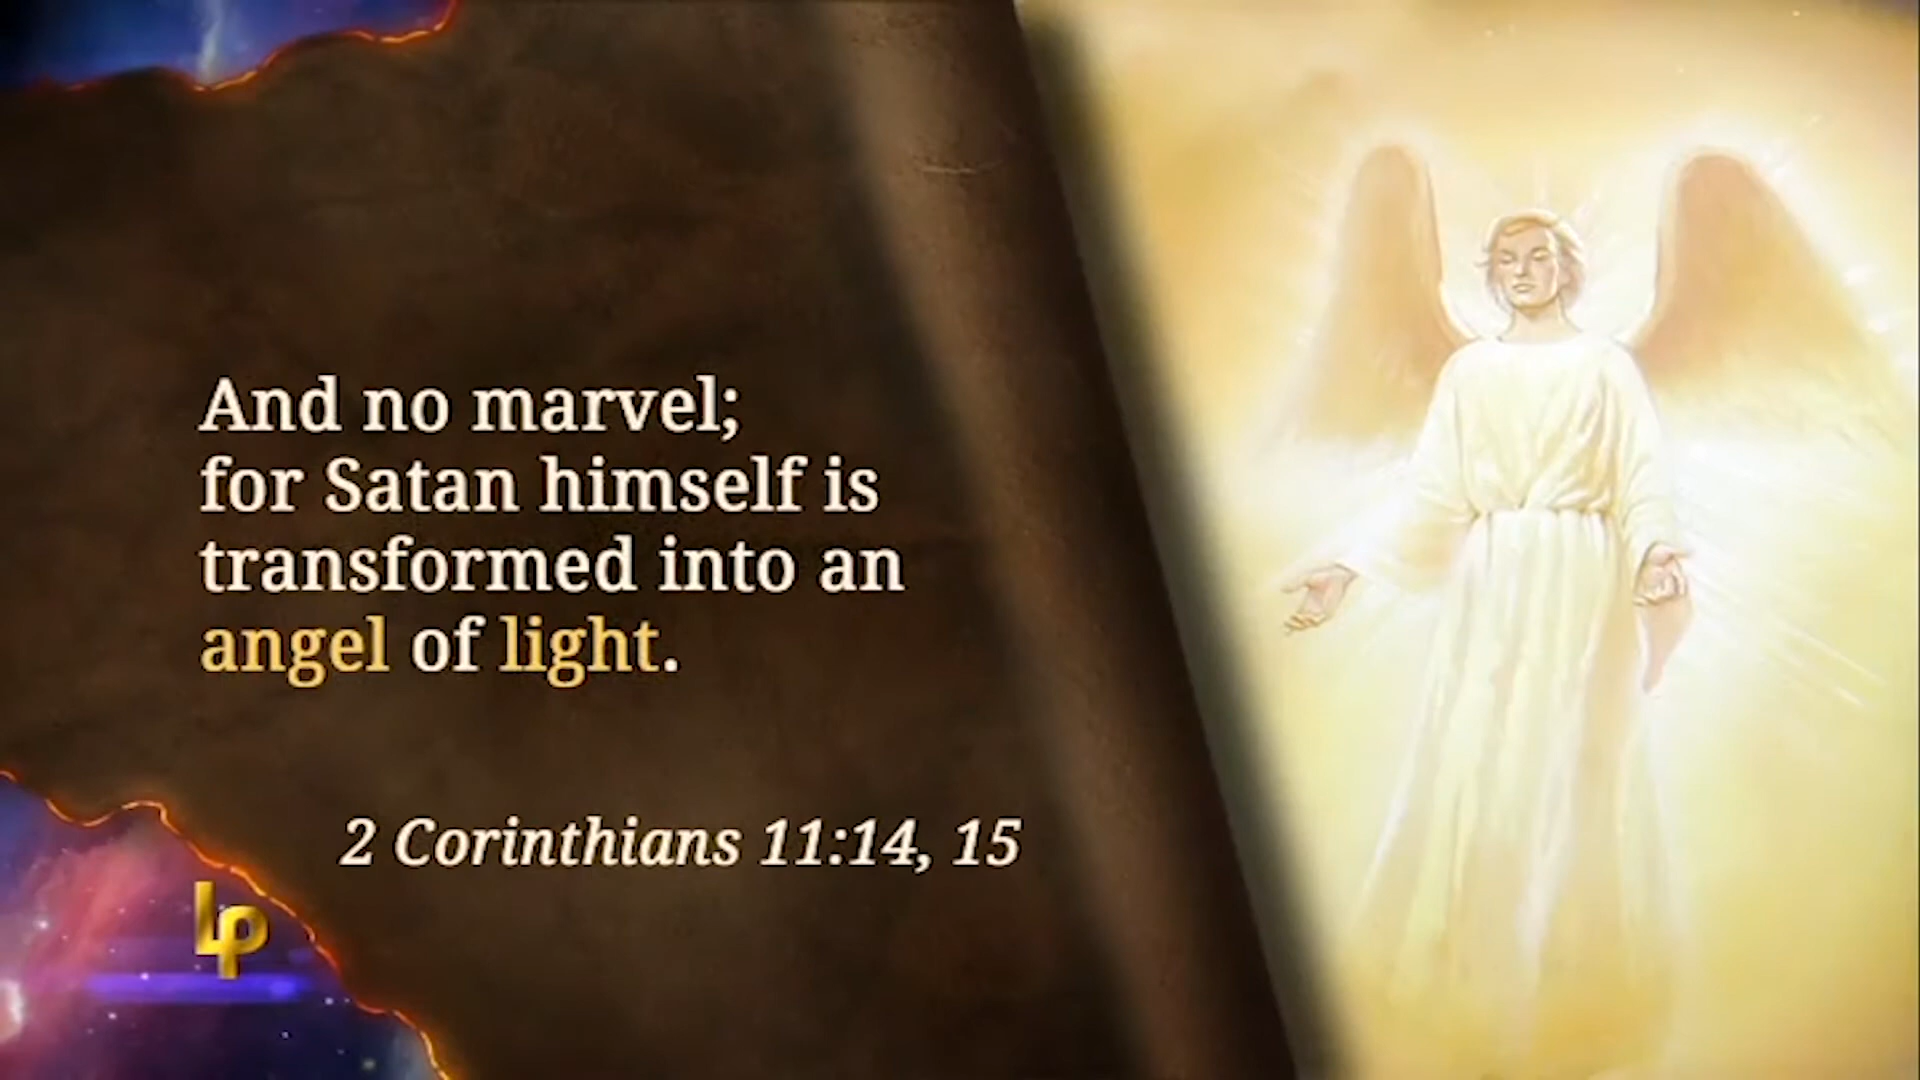 And no marvel;
for Satan himself is
transformed into an
angel of light.
2 Corinthians 11:14, 15
LP